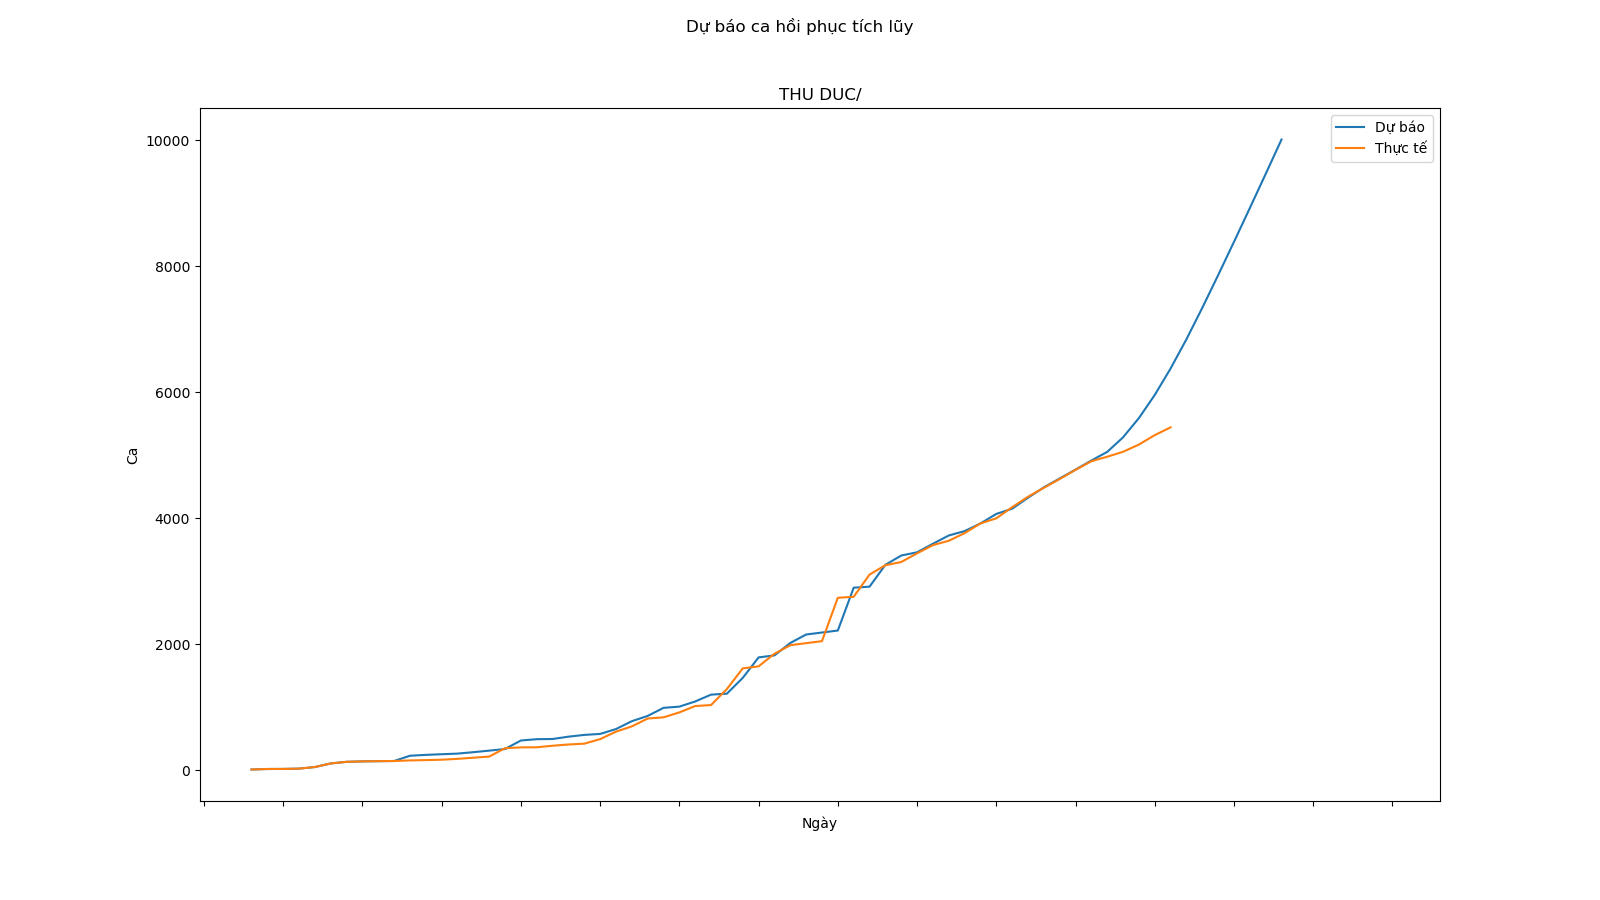 Dự báo ca hồi phục tích lũy
THU DUC/
Dự báo
Thực tế
10000
8000
6000
4000
2000
0
Ca
Ngày